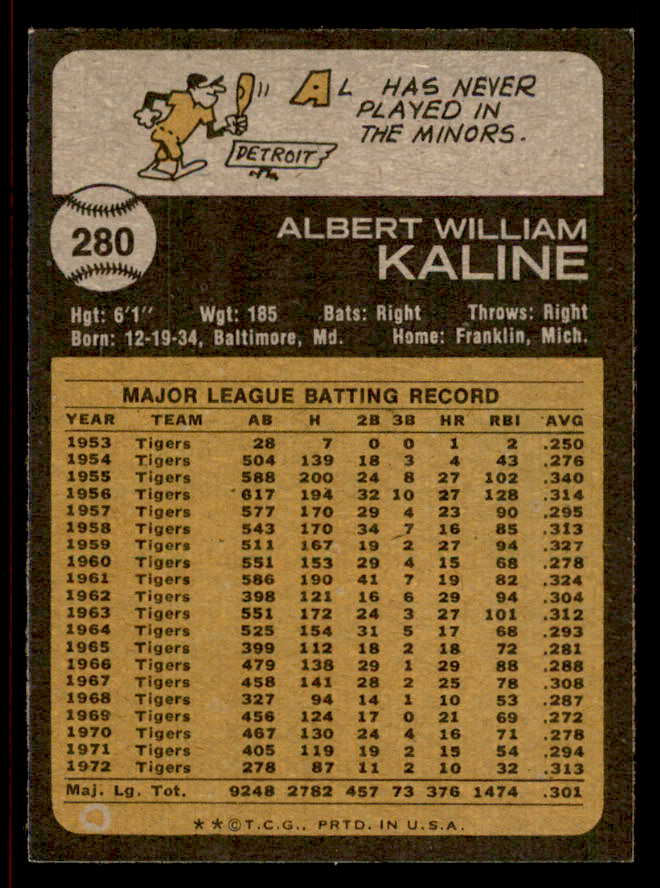 AL HAS NEVER
PLAYED IN
THE MINORS.
DETROIT
280
ALBERT WILLIAM
KALINE
Hgt: 6'1" Wgt: 185 Bats: Right Throws: Right
Born: 12-19-34, Baltimore, Md. Home: Franklin, Mich.
MAJOR LEAGUE BATTING RECORD
YEAR TEAM AB H 2B 3B HR RBI AVG
1953 Tigers 28 7 0 0 1 2 .250
1954 Tigers 504 139 18 3 4 43 .276
1955 Tigers 588 200 24 8 27 102 .340
1956 Tigers 617 194 32 10 27 128 .314
1957 Tigers 577 170 29 4 23 90 .295
1958 Tigers 543 170 34 7 16 85 .313
1959 Tigers 511 167 19 2 27 94 .327
1960 Tigers 551 153 29 4 15 68 .278
1961 Tigers 586 190 41 7 19 82 .324
1962 Tigers 398 121 16 6 29 94 .304
1963 Tigers 551 172 24 3 27 101 .312
1964 Tigers 525 154 31 5 17 68 .293
1965 Tigers 399 112 18 2 18 72 .281
1966 Tigers 479 138 29 1 29 88 .288
1967 Tigers 458 141 28 2 25 78 .308
1968 Tigers 327 94 14 1 10 53 .287
1969 Tigers 456 124 17 0 21 69 .272
1970 Tigers 467 130 24 4 16 71 .278
1971 Tigers 405 119 19 2 15 54 .294
1972 Tigers 278 87 11 2 10 32 .313
Maj. Lg. Tot. 9248 2782 457 73 376 1474 .301
**©T.C.G., PRTD. IN U.S.A.